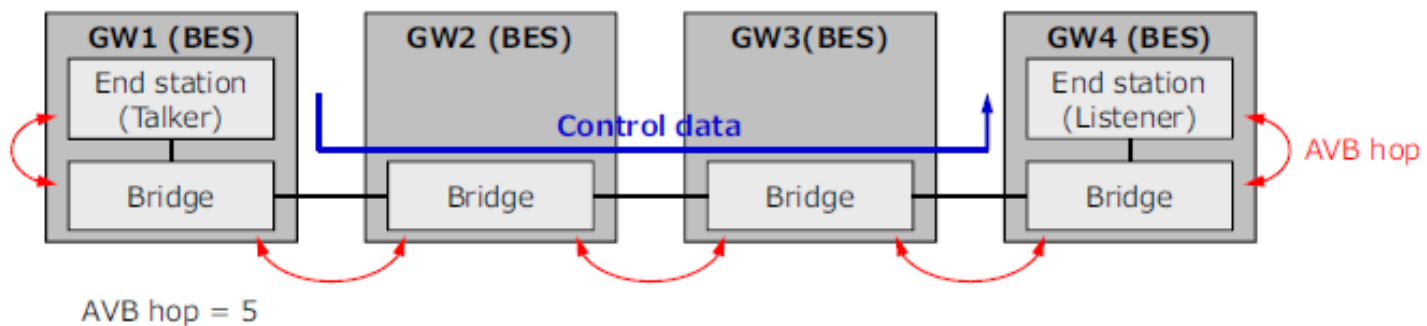 GW1 (BES)
GW2 (BES)
GW3(BES)
GW4 (BES)
End station
(Talker)
Control data
End station
(Listener)
AVB hop
Bridge
Bridge
Bridge
Bridge
AVB hop = 5